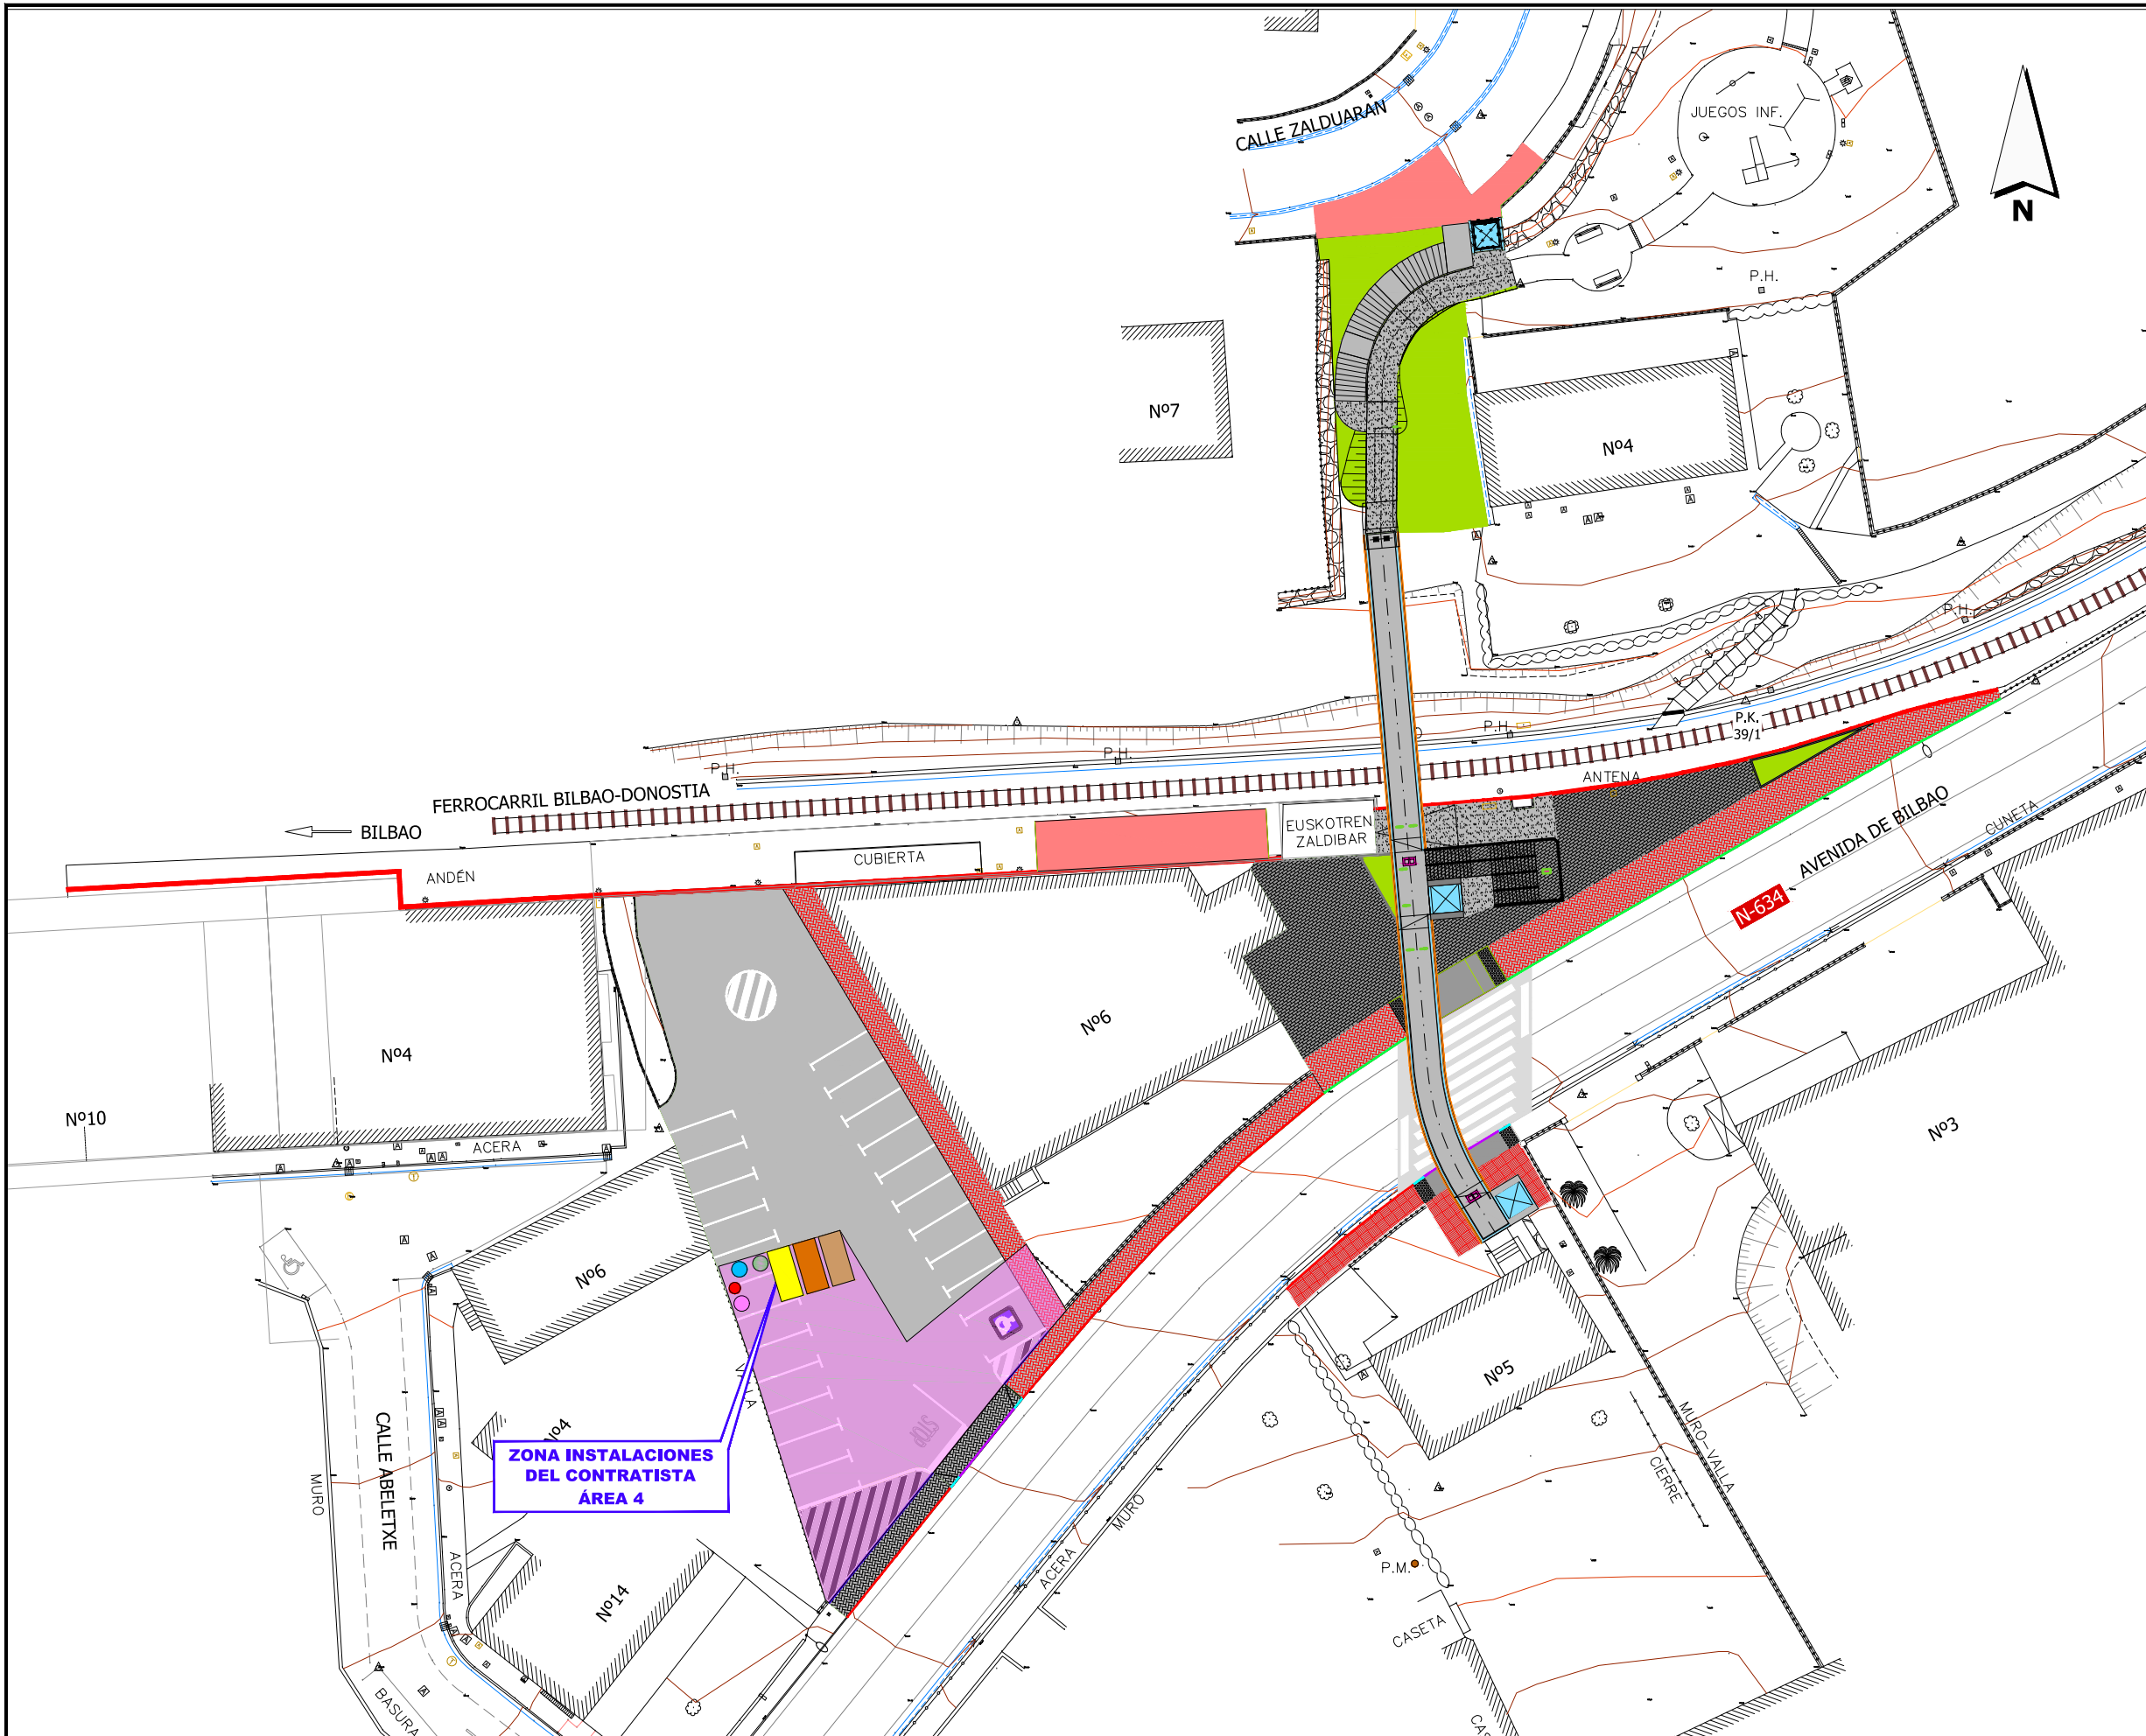 CALLE ZALDUARAN
JUEGOS INF.
N
P.H.
Nº7
Nº4
P.H.
P.H.
P.H.
P.H.
P.K.
39/1
ANTENA
FERROCARRIL BILBAO-DONOSTIA
BILBAO
EUSKOTREN
ZALDIBAR
CUBIERTA
ANDÉN
AVENIDA DE BILBAO
CUNETA
N-634
Nº4
Nº6
Nº10
ACERA
Nº3
Nº6
Nº5
Nº4
STOP
ZONA INSTALACIONES
DEL CONTRATISTA
ÁREA 4
CALLE ABELETXE
MURO
ACERA
MURO-VALLA
CIERRE
MURO
ACERA
P.M.
Nº14
CASETA
BASURA